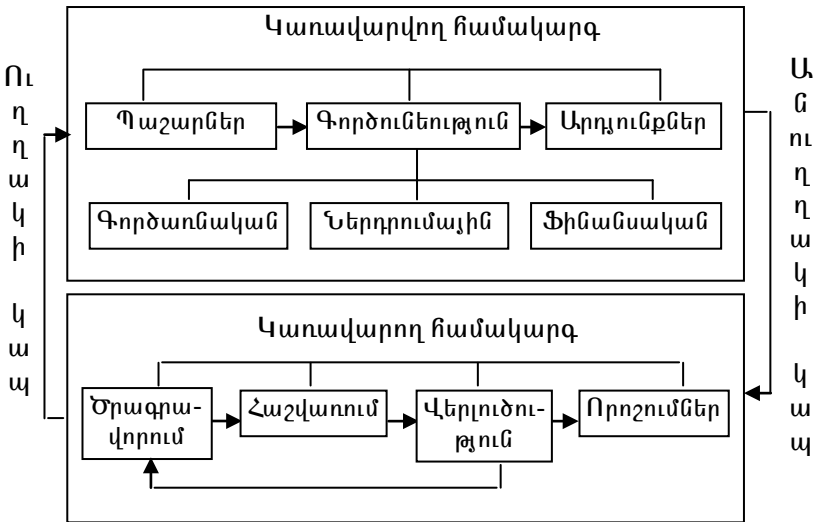 Կառավարվող համակարգ
Ուղղակի կապ
Անուղղակի կապ
Պաշարներ
Գործունեություն
Արդյունքներ
Գործառնական
Ներդրումային
Ֆինանսական
Կառավարող համակարգ
Ծրագրա-
վորում
Հաշվառում
Վերլուծու-
թյուն
Որոշումներ